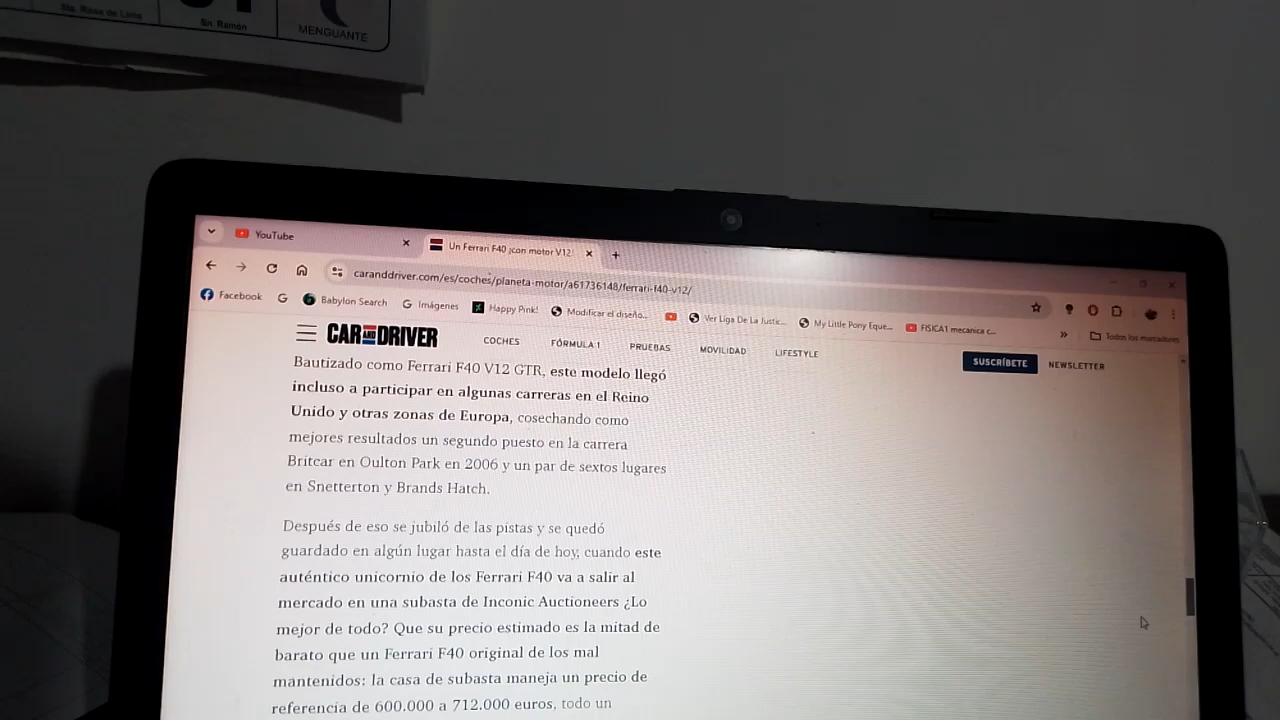 Sta. Rosa de Lima
Sn. Ramón
MENGUANTE
YouTube
Un Ferrari F40 ¡con motor V12!
caranddriver.com/es/coches/planeta-motor/a61736148/ferrari-f40-v12/
Facebook
Babylon Search
Imágenes
Happy Pink!
Modificar el diseño...
Ver Liga De La Justic...
My Little Pony Eque...
FISICA1 mecanica c...
Todos los marcadores
CAR AND DRIVER
COCHES
FÓRMULA 1
PRUEBAS
MOVILIDAD
LIFESTYLE
SUSCRÍBETE
NEWSLETTER
Bautizado como Ferrari F40 V12 GTR, este modelo llegó
incluso a participar en algunas carreras en el Reino
Unido y otras zonas de Europa, cosechando como
mejores resultados un segundo puesto en la carrera
Britcar en Oulton Park en 2006 y un par de sextos lugares
en Snetterton y Brands Hatch.
Después de eso se jubiló de las pistas y se quedó
guardado en algún lugar hasta el día de hoy, cuando este
auténtico unicornio de los Ferrari F40 va a salir al
mercado en una subasta de Inconic Auctioneers ¿Lo
mejor de todo? Que su precio estimado es la mitad de
barato que un Ferrari F40 original de los mal
mantenidos: la casa de subasta maneja un precio de
referencia de 600.000 a 712.000 euros, todo un